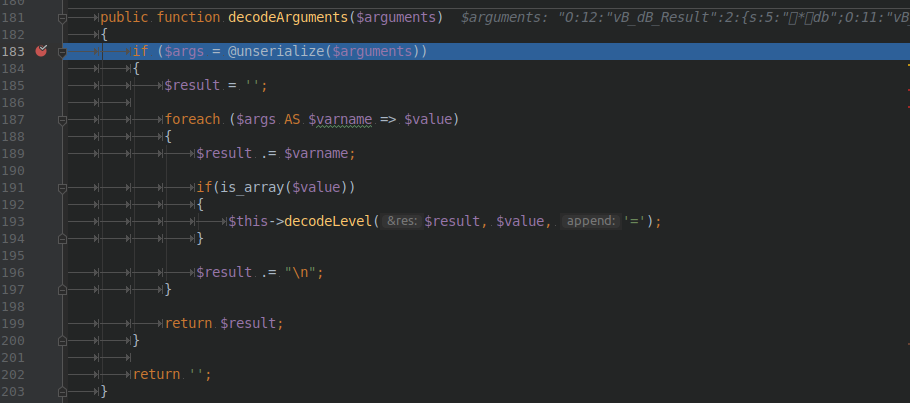 180
181 public function decodeArguments($arguments) $arguments: "O:12:"vB_dB_Result":2:{s:5:"*db";O:11:"vB
182 {
183 if ($args = @unserialize($arguments))
184 {
185 $result = '';
186
187 foreach ($args AS $varname => $value)
188 {
189 $result .= $varname;
190
191 if(is_array($value))
192 {
193 $this->decodeLevel( &res: $result, $value, append: '=');
194 }
195
196 $result .= "\n";
197 }
198
199 return $result;
200 }
201
202 return '';
203 }